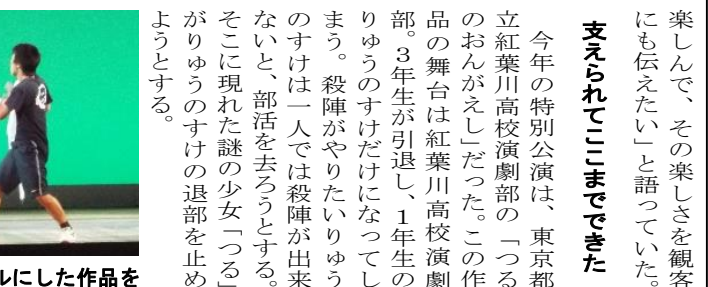 楽しんで、その楽しさを観客
にも伝えたい」と語っていた。
支えられてここまでできた
今年の特別公演は、東京都
立紅葉川高校演劇部の「つる
のおんがえし」だった。この作
品の舞台は紅葉川高校演劇
部。3年生が引退し、1年生の
りゅうのすけだけになってし
まう。殺陣がやりたいりゅう
のすけは一人では殺陣が出来
ないと、部活を去ろうとする。
そこに現れた謎の少女「つる」
がりゅうのすけの退部を止め
ようとする。
ルにした作品を